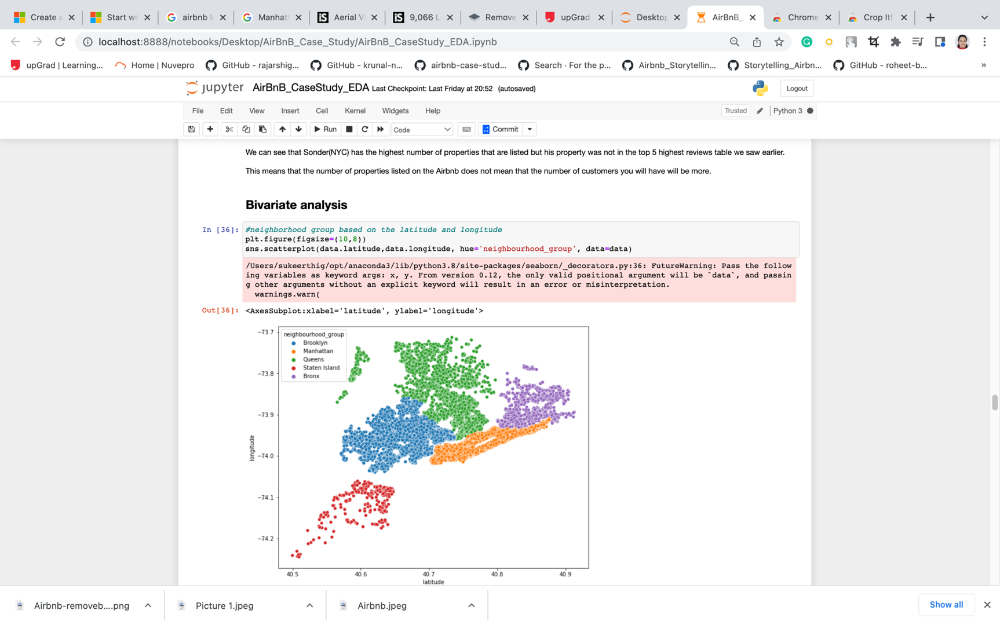 Create a
Start wi
airbnb l
Manhatt
Aerial V
9,066 L
Remove
upGrad
Desktop
AirBnB_
Chrome
Crop It!
localhost:8888/notebooks/Desktop/AirBnB_Case_Study/AirBnB_CaseStudy_EDA.ipynb
upGrad | Learning...
Home | Nuvepro
GitHub - rajarshig...
GitHub - krunal-n...
airbnb-case-stud...
Search · For the p...
Airbnb_Storytellin...
Storytelling_Airbn...
GitHub - roheet-b...
»
jupyter AirBnB_CaseStudy_EDA Last Checkpoint: Last Friday at 20:52 (autosaved)
Logout
File Edit View Insert Cell Kernel Widgets Help
Trusted
Python 3
Run
Code
Commit
We can see that Sonder(NYC) has the highest number of properties that are listed but his property was not in the top 5 highest reviews table we saw earlier.
This means that the number of properties listed on the Airbnb does not mean that the number of customers you will have will be more.
Bivariate analysis
In [36]:
#neighborhood group based on the latitude and longitude
plt.figure(figsize=(10,8))
sns.scatterplot(data.latitude,data.longitude, hue='neighbourhood_group', data=data)
/Users/sukeerthig/opt/anaconda3/lib/python3.8/site-packages/seaborn/_decorators.py:36: FutureWarning: Pass the follow
ing variables as keyword args: x, y. From version 0.12, the only valid positional argument will be `data`, and passin
g other arguments without an explicit keyword will result in an error or misinterpretation.
warnings.warn(
Out[36]: <AxesSubplot:xlabel='latitude', ylabel='longitude'>
neighbourhood_group
Brooklyn
Manhattan
Queens
Staten Island
Bronx
−73.7
−73.8
−73.9
−74.0
−74.1
−74.2
longitude
40.5 40.6 40.7 40.8 40.9
latitude
Airbnb-removeb....png
Picture 1.jpeg
Airbnb.jpeg
Show all